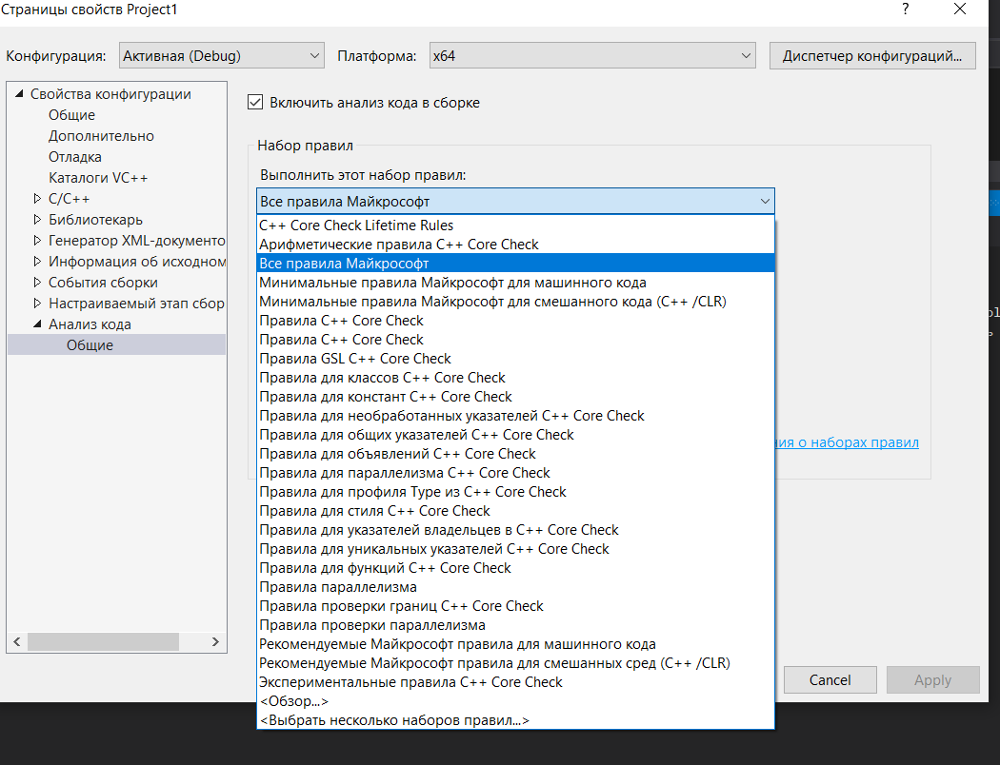 Страницы свойств Project1
?
Конфигурация:
Активная (Debug)
Платформа:
x64
Диспетчер конфигураций...
Свойства конфигурации
Общие
Дополнительно
Отладка
Каталоги VC++
C/C++
Библиотекарь
Генератор XML-документо
Информация об исходном
События сборки
Настраиваемый этап сбор
Анализ кода
Общие
Включить анализ кода в сборке
Набор правил
Выполнить этот набор правил:
Все правила Майкрософт
C++ Core Check Lifetime Rules
Арифметические правила C++ Core Check
Все правила Майкрософт
Минимальные правила Майкрософт для машинного кода
Минимальные правила Майкрософт для смешанного кода (C++ /CLR)
Правила C++ Core Check
Правила C++ Core Check
Правила GSL C++ Core Check
Правила для классов C++ Core Check
Правила для констант C++ Core Check
Правила для необработанных указателей C++ Core Check
Правила для общих указателей C++ Core Check
Правила для объявлений C++ Core Check
Правила для параллелизма C++ Core Check
Правила для профиля Type из C++ Core Check
Правила для стиля C++ Core Check
Правила для указателей владельцев в C++ Core Check
Правила для уникальных указателей C++ Core Check
Правила для функций C++ Core Check
Правила параллелизма
Правила проверки границ C++ Core Check
Правила проверки параллелизма
Рекомендуемые Майкрософт правила для машинного кода
Рекомендуемые Майкрософт правила для смешанных сред (C++ /CLR)
Экспериментальные правила C++ Core Check
<Обзор...>
<Выбрать несколько наборов правил...>
ния о наборах правил
Cancel
Apply